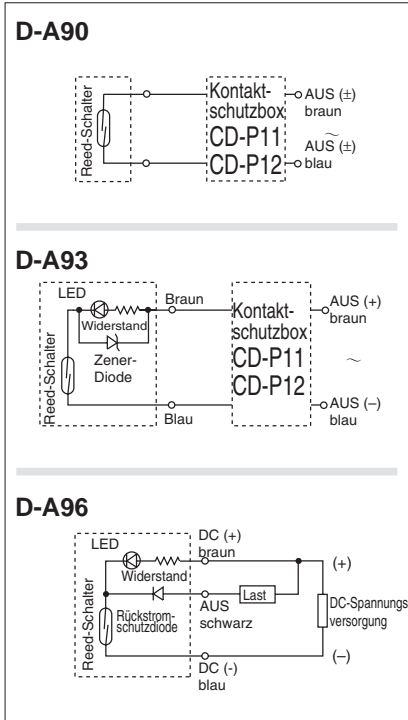 D-A90
Reed-Schalter
Kontakt-
schutzbox
CD-P11
CD-P12
AUS (±)
braun
~
AUS (±)
blau
D-A93
LED
Widerstand
Zener-
Diode
Reed-Schalter
Braun
Blau
Kontakt-
schutzbox
CD-P11
CD-P12
AUS (+)
braun
~
AUS (–)
blau
D-A96
LED
Widerstand
Rückstrom-
schutzdiode
Reed-Schalter
DC (+)
braun
AUS
schwarz
Last
DC (-)
blau
(+)
DC-Spannungs
versorgung
(–)